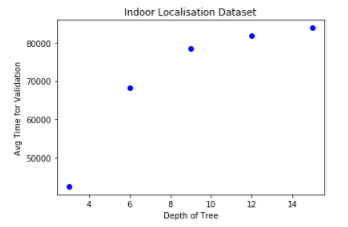 Indoor Localisation Dataset
80000
70000
60000
50000
Avg Time for Validation
4 6 8 10 12 14
Depth of Tree